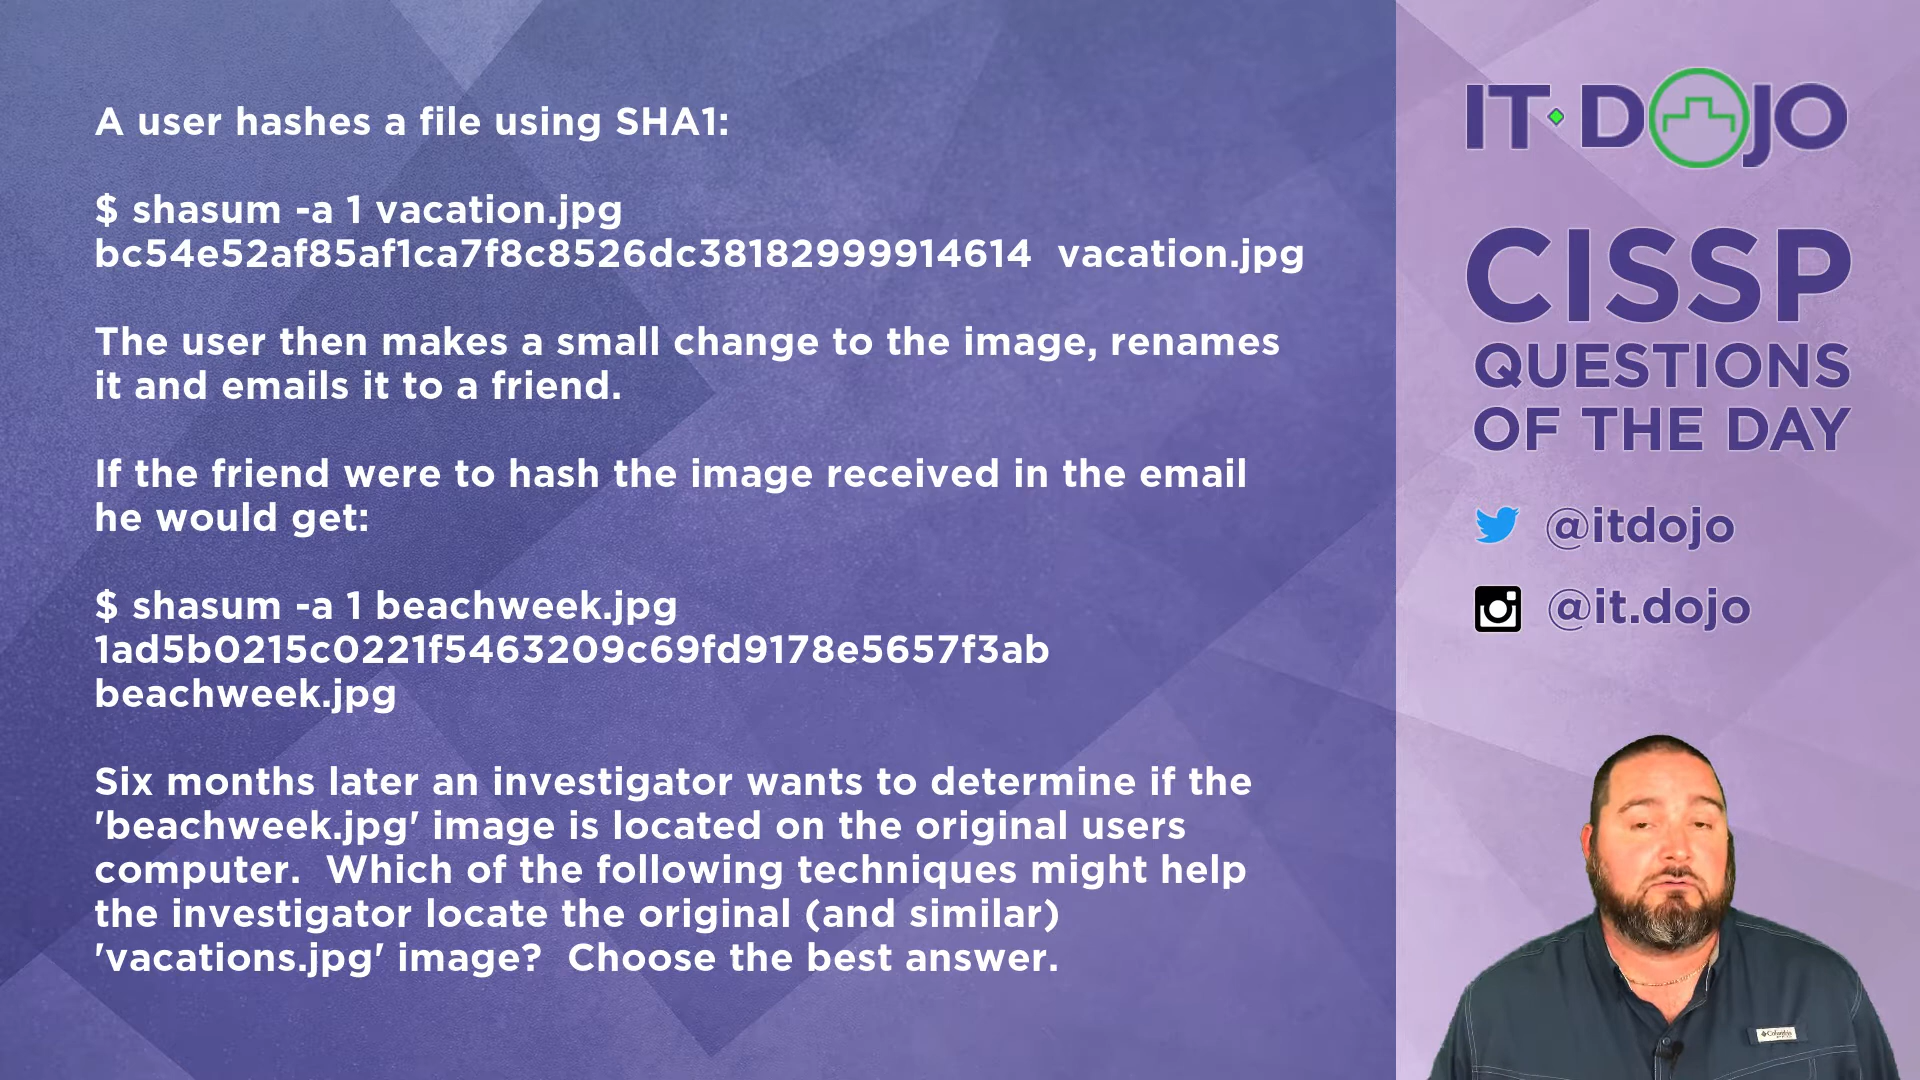 A user hashes a file using SHA1:
$ shasum -a 1 vacation.jpg
bc54e52af85af1ca7f8c8526dc38182999914614  vacation.jpg
The user then makes a small change to the image, renames
it and emails it to a friend.
If the friend were to hash the image received in the email
he would get:
$ shasum -a 1 beachweek.jpg
1ad5b0215c0221f5463209c69fd9178e5657f3ab
beachweek.jpg
Six months later an investigator wants to determine if the
'beachweek.jpg' image is located on the original users
computer.  Which of the following techniques might help
the investigator locate the original (and similar)
'vacations.jpg' image?  Choose the best answer.
IT DOJO
CISSP
QUESTIONS
OF THE DAY
@itdojo
@it.dojo
Columbia